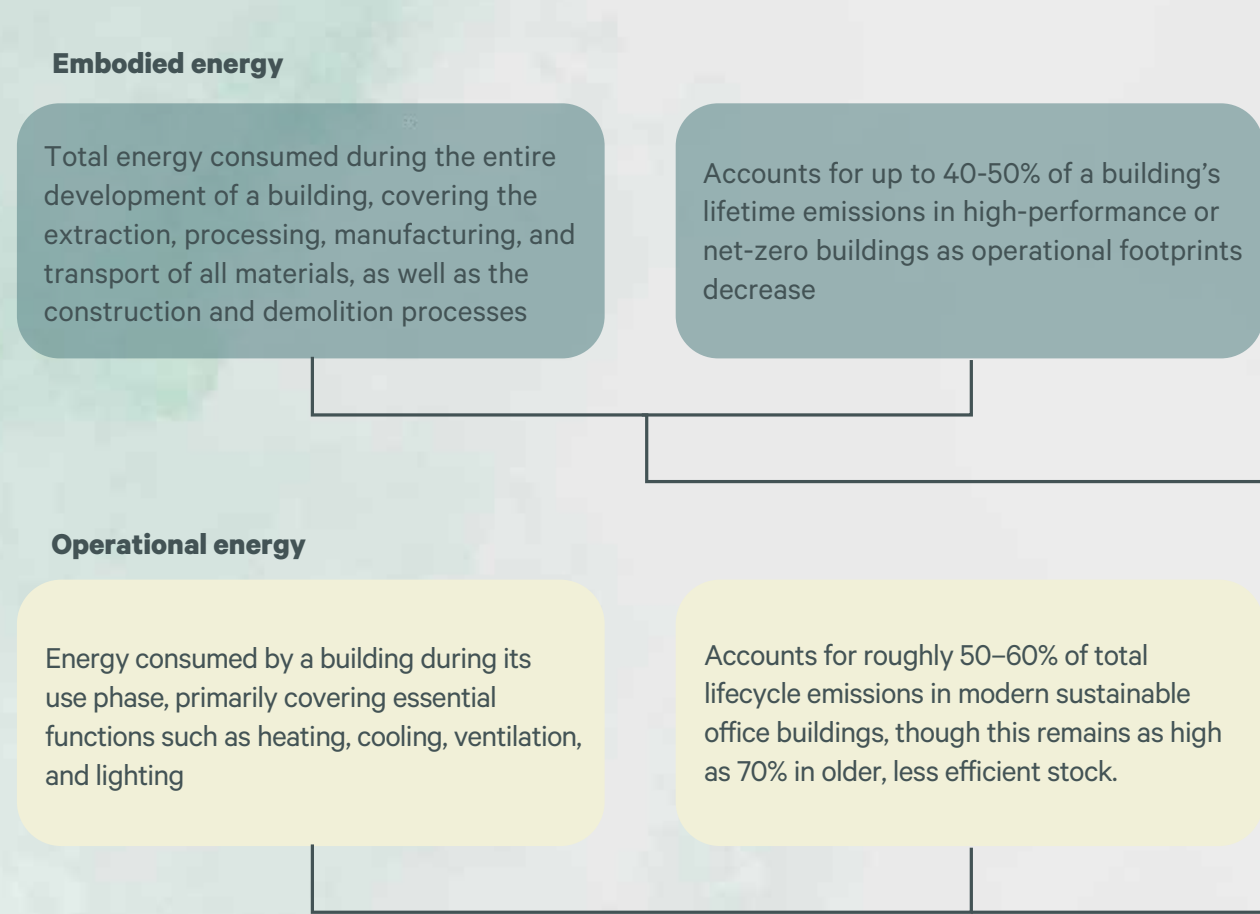 Embodied energy
Total energy consumed during the entire
development of a building, covering the
extraction, processing, manufacturing, and
transport of all materials, as well as the
construction and demolition processes
Accounts for up to 40-50% of a building’s
lifetime emissions in high-performance or
net-zero buildings as operational footprints
decrease
Operational energy
Energy consumed by a building during its
use phase, primarily covering essential
functions such as heating, cooling, ventilation,
and lighting
Accounts for roughly 50–60% of total
lifecycle emissions in modern sustainable
office buildings, though this remains as high
as 70% in older, less efficient stock.